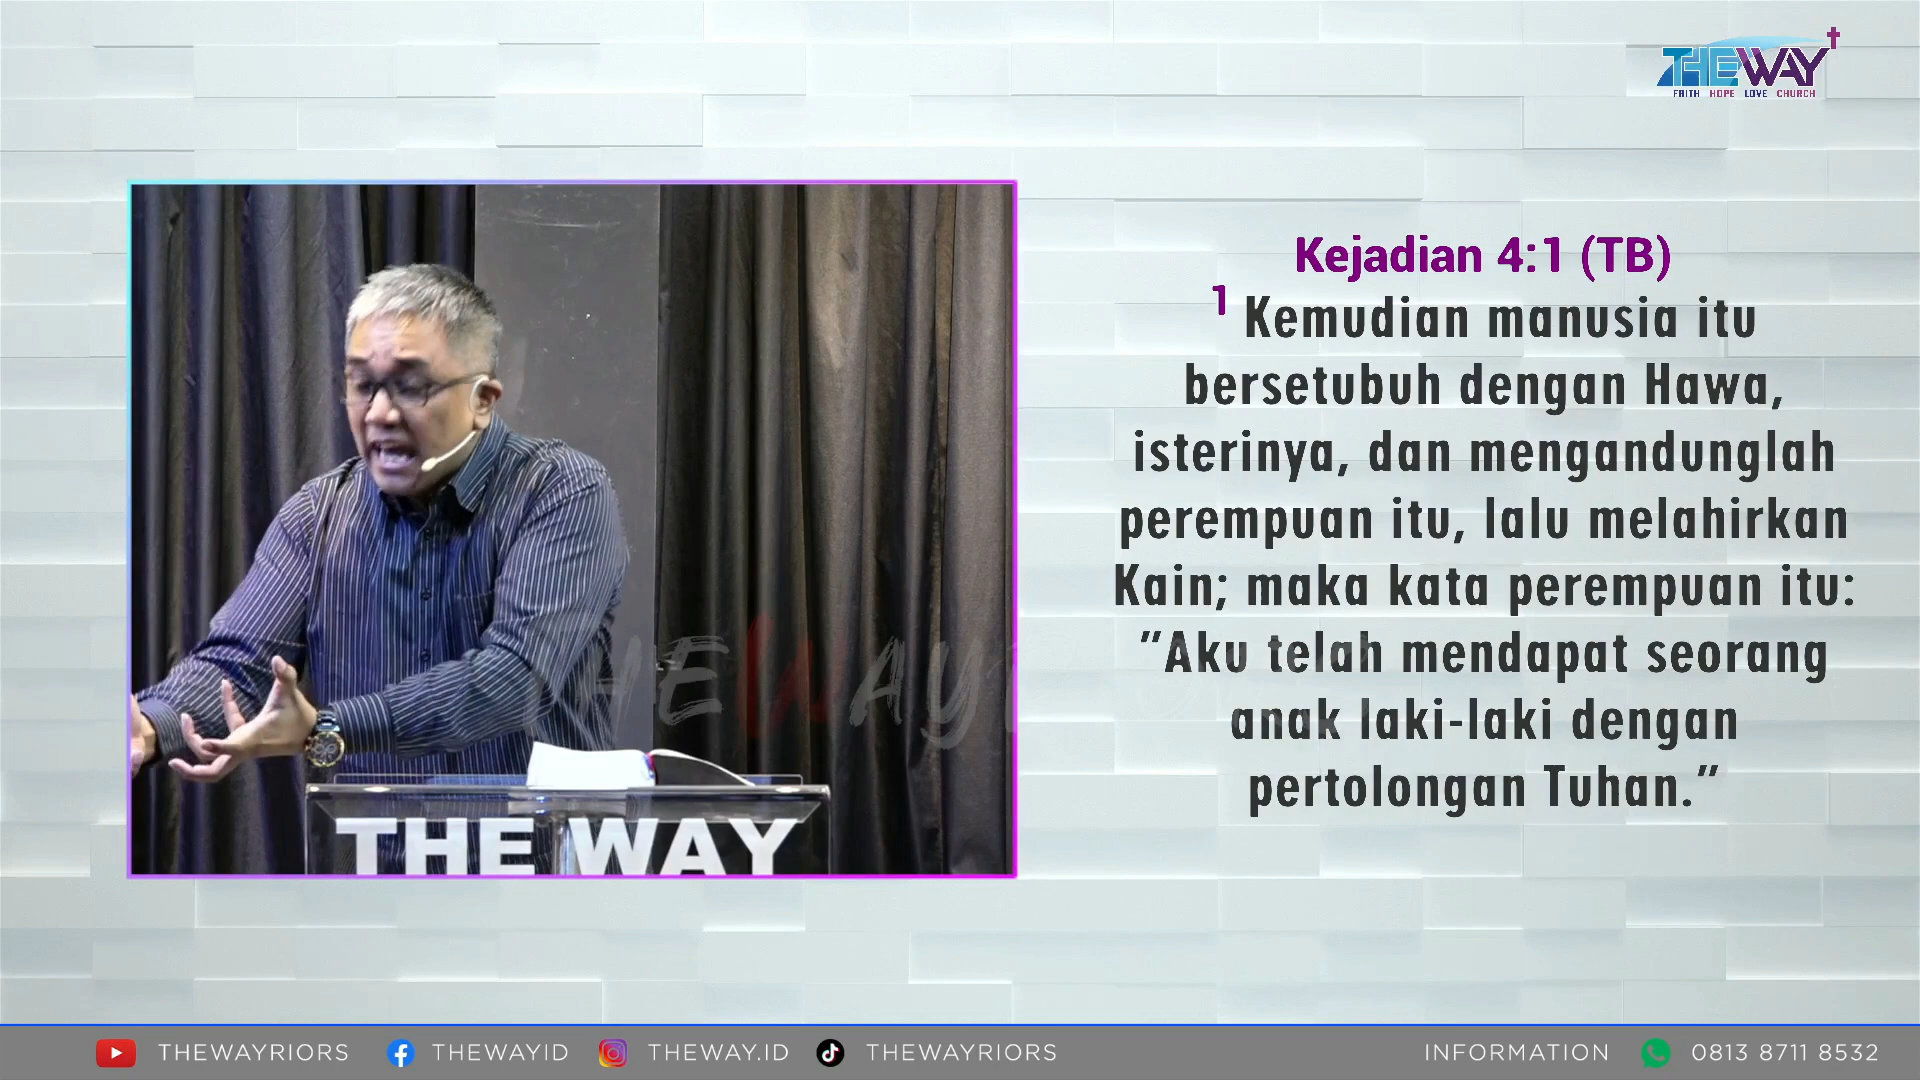 THEWAY
FAITH HOPE LOVE CHURCH
Kejadian 4:1 (TB)
1 Kemudian manusia itu
bersetubuh dengan Hawa,
isterinya, dan mengandunglah
perempuan itu, lalu melahirkan
Kain; maka kata perempuan itu:
"Aku telah mendapat seorang
anak laki-laki dengan
pertolongan Tuhan."
THE WAY
THEWAYRIORS THEWAYID THEWAY.ID THEWAYRIORS INFORMATION 0813 8711 8532